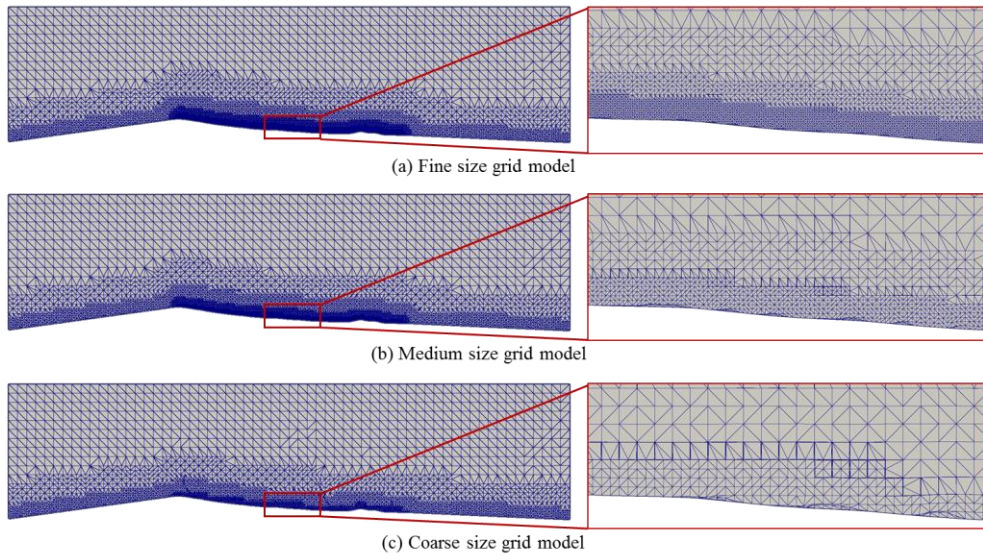 (a) Fine size grid model
(b) Medium size grid model
(c) Coarse size grid model